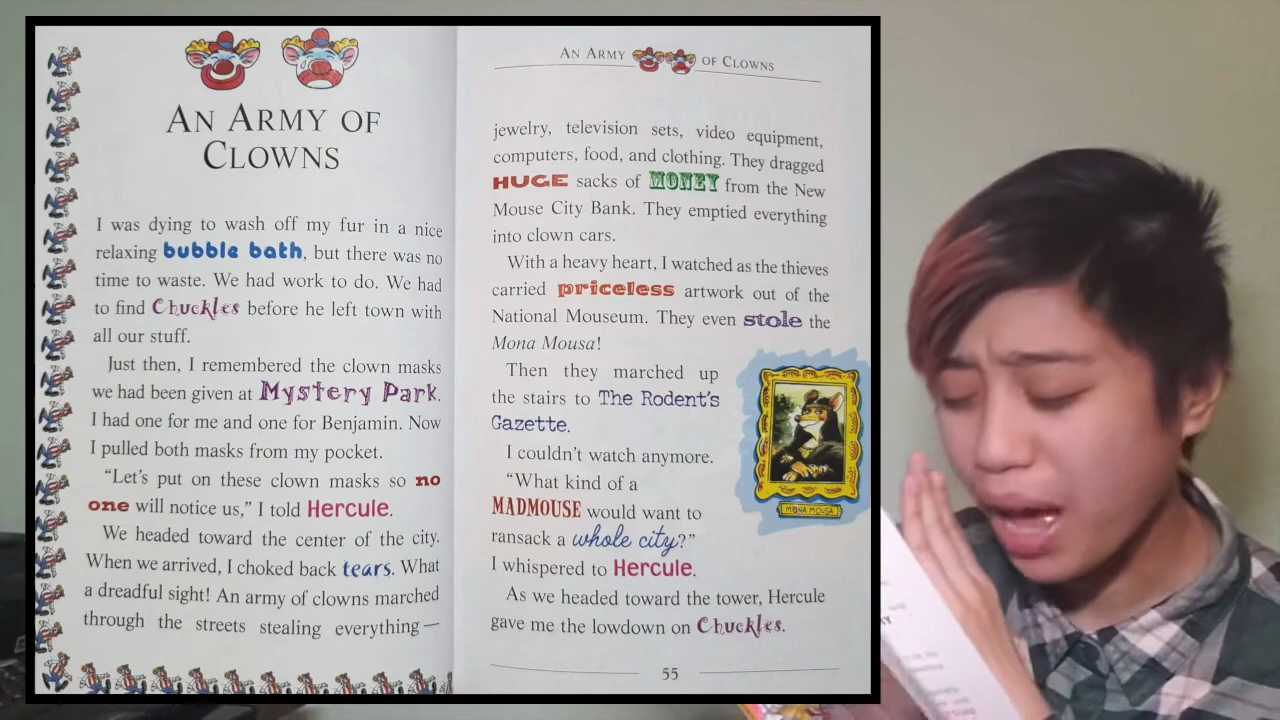 AN ARMY OF
CLOWNS
I was dying to wash off my fur in a nice
relaxing bubble bath, but there was no
time to waste. We had work to do. We had
to find Chuckles before he left town with
all our stuff.
Just then, I remembered the clown masks
we had been given at Mystery Park.
I had one for me and one for Benjamin. Now
I pulled both masks from my pocket.
"Let's put on these clown masks so no
one will notice us," I told Hercule.
We headed toward the center of the city.
When we arrived, I choked back tears. What
a dreadful sight! An army of clowns marched
through the streets stealing everything—
AN ARMY OF CLOWNS
jewelry, television sets, video equipment,
computers, food, and clothing. They dragged
HUGE sacks of MONEY from the New
Mouse City Bank. They emptied everything
into clown cars.
With a heavy heart, I watched as the thieves
carried priceless artwork out of the
National Mouseum. They even stole the
Mona Mousa!
Then they marched up
the stairs to The Rodent's
Gazette.
I couldn't watch anymore.
"What kind of a
MADMOUSE would want to
ransack a whole city?"
I whispered to Hercule.
As we headed toward the tower, Hercule
gave me the lowdown on Chuckles.
MONA MOUSA
55